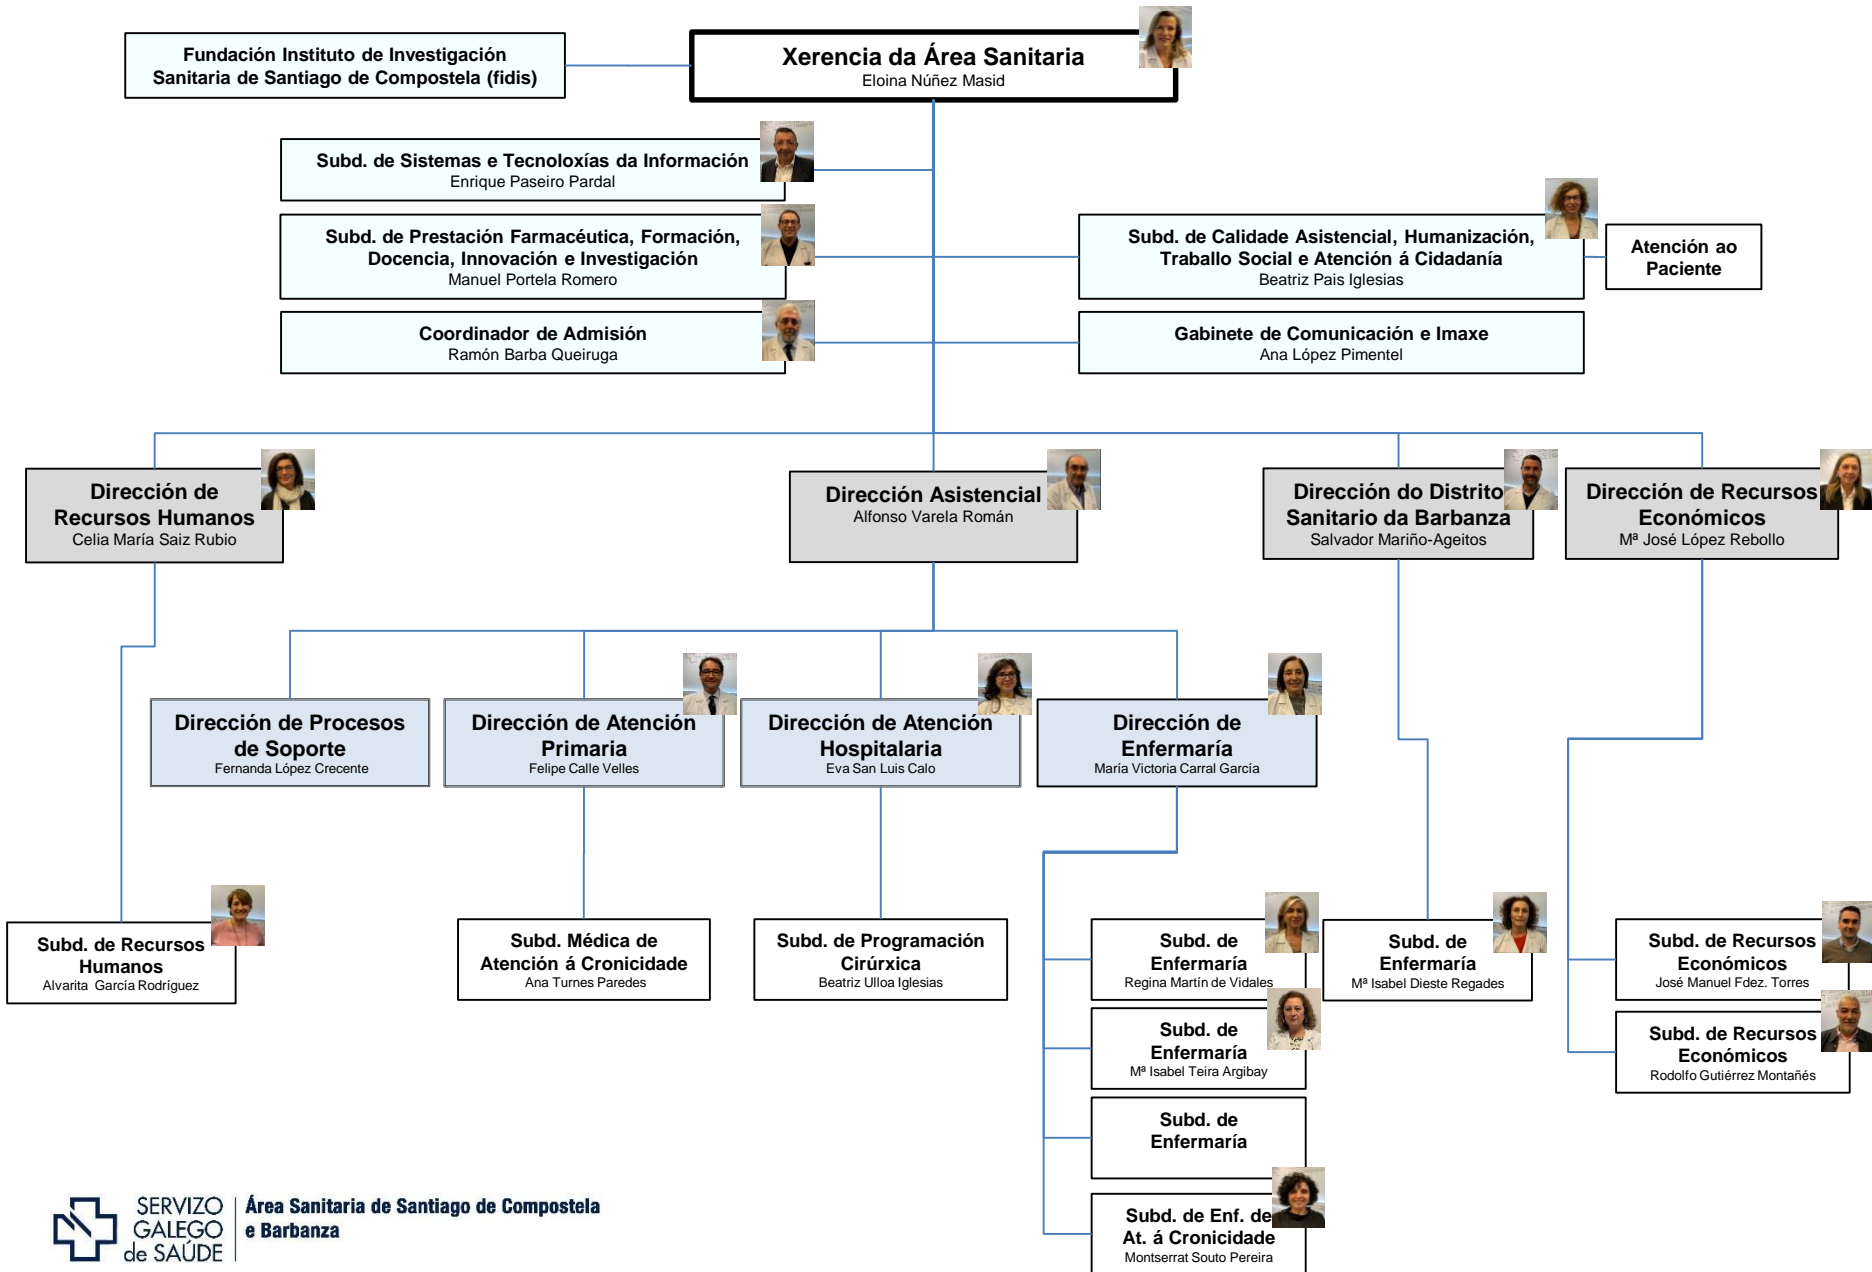 Fundación Instituto de Investigación
Sanitaria de Santiago de Compostela (fidis)
Xerencia da Área Sanitaria
Eloina Núñez Masid
Subd. de Sistemas e Tecnoloxías da Información
Enrique Paseiro Pardal
Subd. de Prestación Farmacéutica, Formación,
Docencia, Innovación e Investigación
Manuel Portela Romero
Subd. de Calidade Asistencial, Humanización,
Traballo Social e Atención á Cidadanía
Beatriz Pais Iglesias
Atención ao
Paciente
Coordinador de Admisión
Ramón Barba Queiruga
Gabinete de Comunicación e Imaxe
Ana López Pimentel
Dirección de
Recursos Humanos
Celia María Saiz Rubio
Dirección Asistencial
Alfonso Varela Román
Dirección do Distrito
Sanitario da Barbanza
Salvador Mariño-Ageitos
Dirección de Recursos
Económicos
Mª José López Rebollo
Dirección de Procesos
de Soporte
Fernanda López Crecente
Dirección de Atención
Primaria
Felipe Calle Velles
Dirección de Atención
Hospitalaria
Eva San Luis Calo
Dirección de
Enfermaría
María Victoria Carral García
Subd. de Recursos
Humanos
Alvarita  García Rodríguez
Subd. Médica de
Atención á Cronicidade
Ana Turnes Paredes
Subd. de Programación
Cirúrxica
Beatriz Ulloa Iglesias
Subd. de
Enfermaría
Regina Martín de Vidales
Subd. de
Enfermaría
Mª Isabel Dieste Regades
Subd. de Recursos
Económicos
José Manuel Fdez. Torres
Subd. de
Enfermaría
Mª Isabel Teira Argibay
Subd. de Recursos
Económicos
Rodolfo Gutiérrez Montañés
Subd. de
Enfermaría
Subd. de Enf. de
At. á Cronicidade
Montserrat Souto Pereira
SERVIZO
GALEGO
de SAÚDE
Área Sanitaria de Santiago de Compostela
e Barbanza